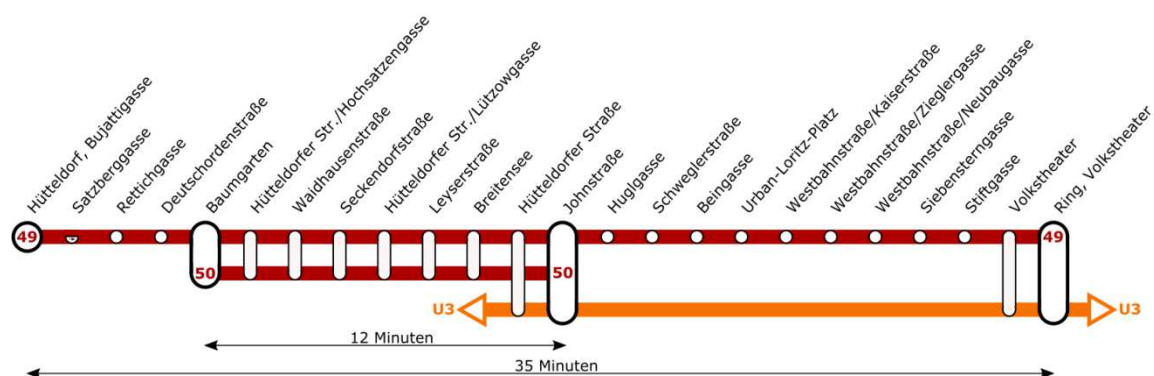 Hütteldorf, Bujattigasse
Satzberggasse
Rettichgasse
Deutschordenstraße
Baumgarten
Hütteldorfer Str./Hochsatzengasse
Waidhausenstraße
Seckendorfstraße
Hütteldorfer Str./Lützowgasse
Leyserstraße
Breitensee
Hütteldorfer Straße
Johnstraße
Huglgasse
Schweglerstraße
Beingasse
Urban-Loritz-Platz
Westbahnstraße/Kaiserstraße
Westbahnstraße/Zieglergasse
Westbahnstraße/Neubaugasse
Siebensterngasse
Stiftgasse
Volkstheater
Ring, Volkstheater
49
49
50
50
U3
U3
12 Minuten
35 Minuten